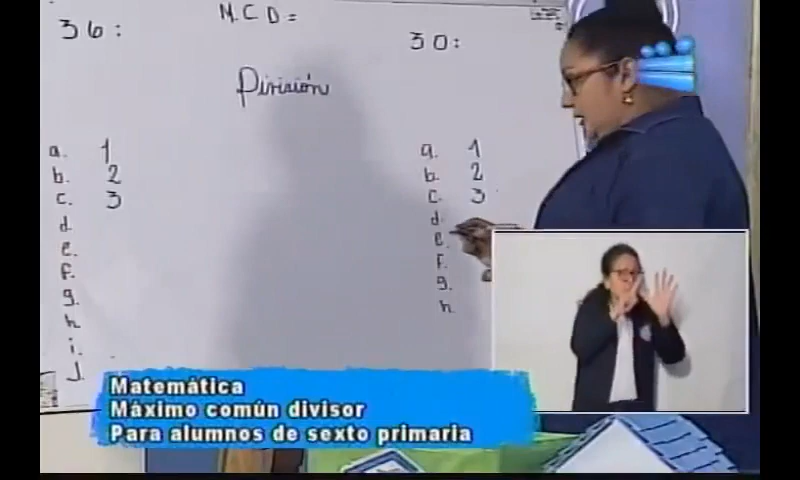 M.C.D=
36:
30:
División
a. 1
b. 2
c. 3
d.
e.
f.
g.
h
i.
J.
a. 1
b. 2
c. 3
d.
e.
F.
g.
h.
Matemática
Máximo común divisor
Para alumnos de sexto primaria